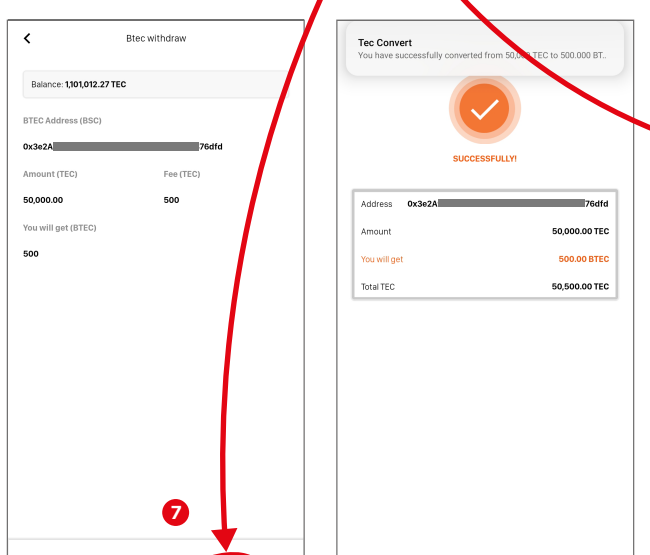 Btec withdraw
Balance: 1,101,012.27 TEC
BTEC Address (BSC)
0x3e2A 76dfd
Amount (TEC) Fee (TEC)
50,000.00 500
You will get (BTEC)
500
7
Tec Convert
You have successfully converted from 50,0 TEC to 500.000 BT..
SUCCESSFULLY!
Address 0x3e2A 76dfd
Amount 50,000.00 TEC
You will get 500.00 BTEC
Total TEC 50,500.00 TEC